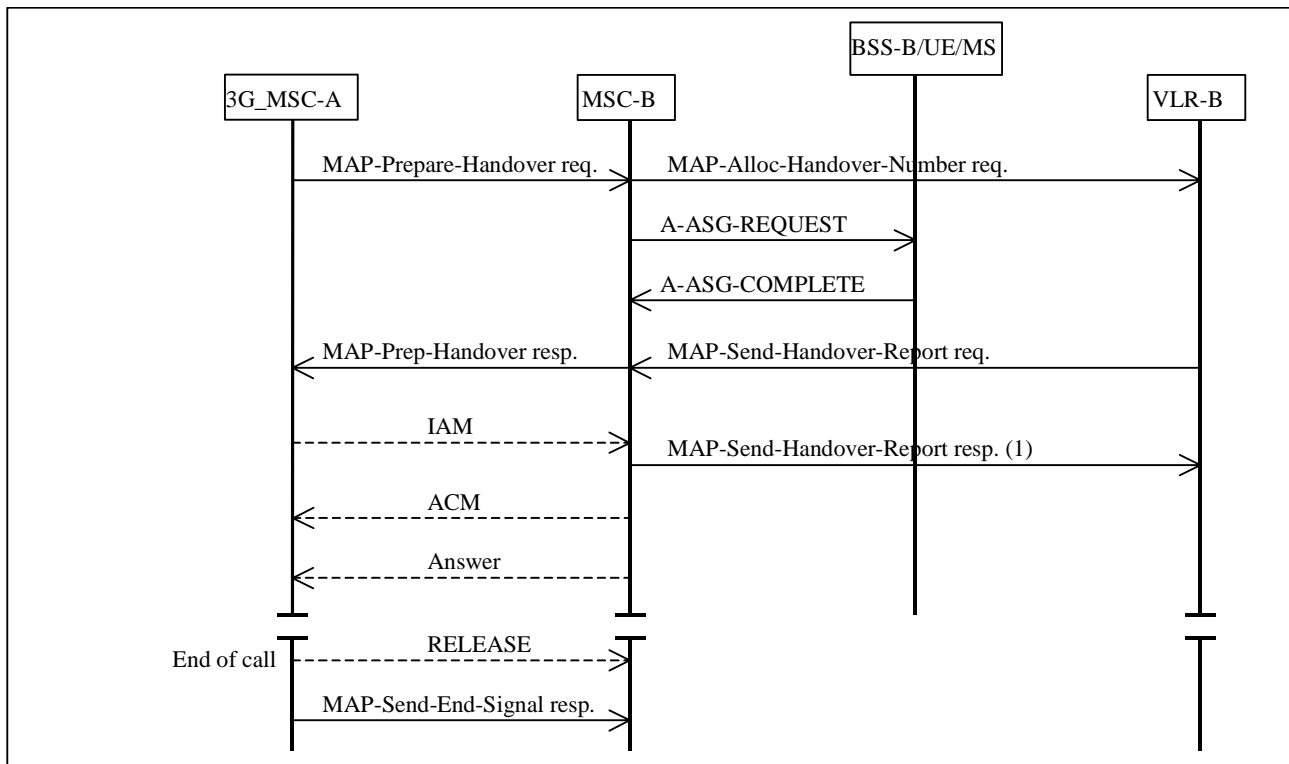 BSS-B/UE/MS
3G_MSC-A
MSC-B
VLR-B
MAP-Prepare-Handover req.
MAP-Alloc-Handover-Number req.
A-ASG-REQUEST
A-ASG-COMPLETE
MAP-Prep-Handover resp.
MAP-Send-Handover-Report req.
IAM
MAP-Send-Handover-Report resp. (1)
ACM
Answer
RELEASE
End of call
MAP-Send-End-Signal resp.